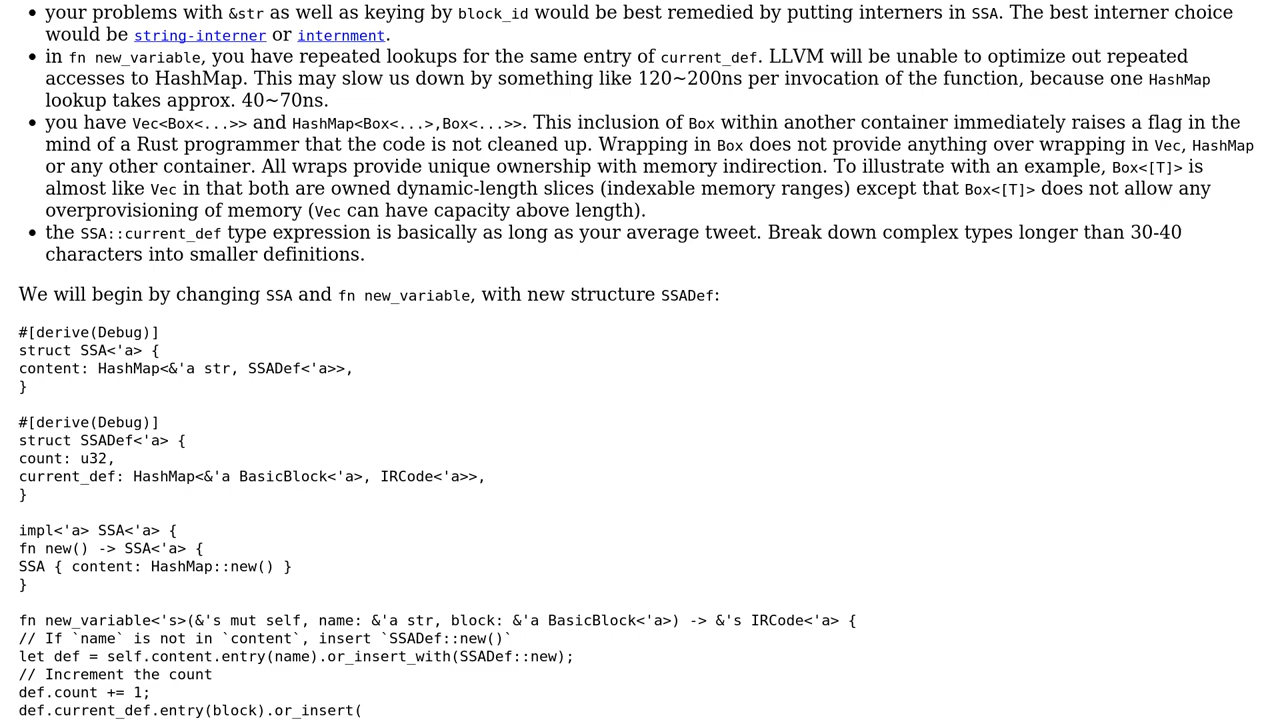 • your problems with &str as well as keying by block_id would be best remedied by putting interners in SSA. The best interner choice
would be string-interner or internment.
• in fn new_variable, you have repeated lookups for the same entry of current_def. LLVM will be unable to optimize out repeated
accesses to HashMap. This may slow us down by something like 120~200ns per invocation of the function, because one HashMap
lookup takes approx. 40~70ns.
• you have Vec<Box<...>> and HashMap<Box<...>,Box<...>>. This inclusion of Box within another container immediately raises a flag in the
mind of a Rust programmer that the code is not cleaned up. Wrapping in Box does not provide anything over wrapping in Vec, HashMap
or any other container. All wraps provide unique ownership with memory indirection. To illustrate with an example, Box<[T]> is
almost like Vec in that both are owned dynamic-length slices (indexable memory ranges) except that Box<[T]> does not allow any
overprovisioning of memory (Vec can have capacity above length).
• the SSA::current_def type expression is basically as long as your average tweet. Break down complex types longer than 30-40
characters into smaller definitions.
We will begin by changing SSA and fn new_variable, with new structure SSADef:
#[derive(Debug)]
struct SSA<'a> {
content: HashMap<&'a str, SSADef<'a>>,
}
#[derive(Debug)]
struct SSADef<'a> {
count: u32,
current_def: HashMap<&'a BasicBlock<'a>, IRCode<'a>>,
}
impl<'a> SSA<'a> {
fn new() -> SSA<'a> {
SSA { content: HashMap::new() }
}
fn new_variable<'s>(&'s mut self, name: &'a str, block: &'a BasicBlock<'a>) -> &'s IRCode<'a> {
// If `name` is not in `content`, insert `SSADef::new()`
let def = self.content.entry(name).or_insert_with(SSADef::new);
// Increment the count
def.count += 1;
def.current_def.entry(block).or_insert(